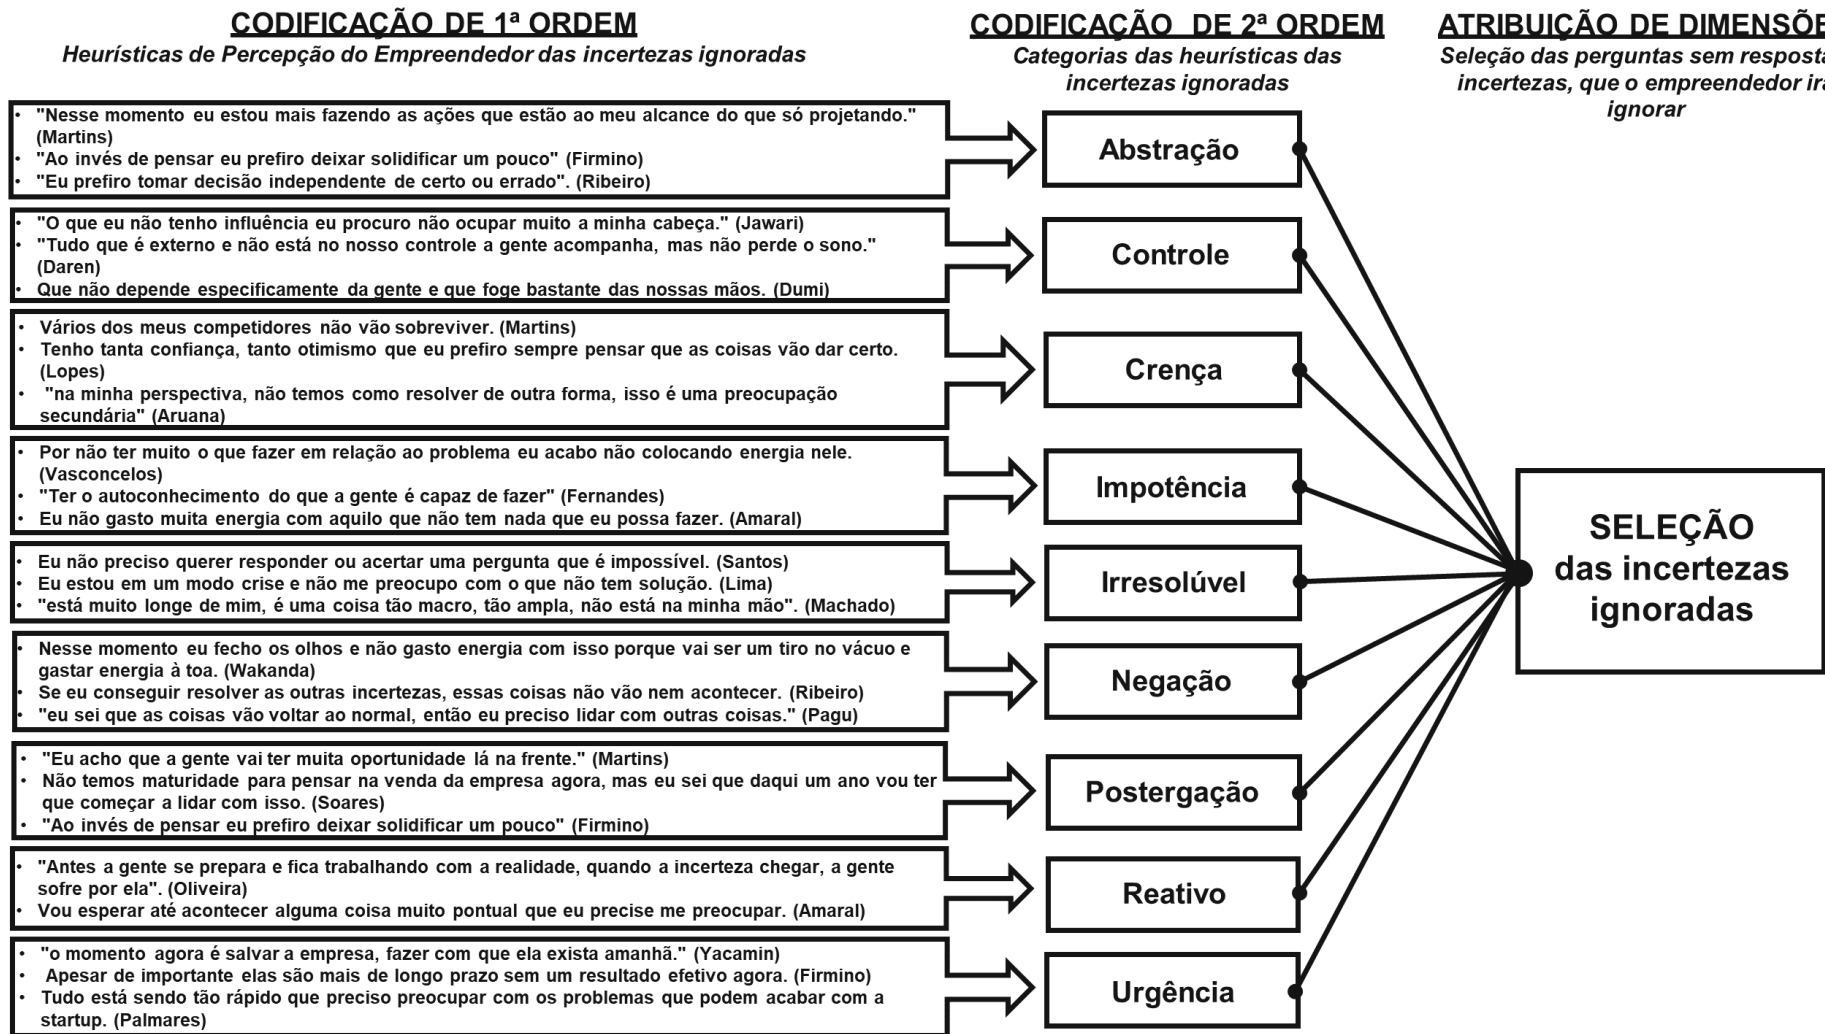 CODIFICAÇÃO DE 1ª ORDEM
Heurísticas de Percepção do Empreendedor das incertezas ignoradas
CODIFICAÇÃO DE 2ª ORDEM
Categorias das heurísticas das
incertezas ignoradas
ATRIBUIÇÃO DE DIMENSÕE
Seleção das perguntas sem resposta
incertezas, que o empreendedor irá
ignorar
• "Nesse momento eu estou mais fazendo as ações que estão ao meu alcance do que só projetando."
(Martins)
• "Ao invés de pensar eu prefiro deixar solidificar um pouco" (Firmino)
• "Eu prefiro tomar decisão independente de certo ou errado". (Ribeiro)
Abstração
• "O que eu não tenho influência eu procuro não ocupar muito a minha cabeça." (Jawari)
• "Tudo que é externo e não está no nosso controle a gente acompanha, mas não perde o sono."
(Daren)
• Que não depende especificamente da gente e que foge bastante das nossas mãos. (Dumi)
Controle
• Vários dos meus competidores não vão sobreviver. (Martins)
• Tenho tanta confiança, tanto otimismo que eu prefiro sempre pensar que as coisas vão dar certo.
(Lopes)
• "na minha perspectiva, não temos como resolver de outra forma, isso é uma preocupação
secundária" (Aruana)
Crença
• Por não ter muito o que fazer em relação ao problema eu acabo não colocando energia nele.
(Vasconcelos)
• "Ter o autoconhecimento do que a gente é capaz de fazer" (Fernandes)
• Eu não gasto muita energia com aquilo que não tem nada que eu possa fazer. (Amaral)
Impotência
• Eu não preciso querer responder ou acertar uma pergunta que é impossível. (Santos)
• Eu estou em um modo crise e não me preocupo com o que não tem solução. (Lima)
• "está muito longe de mim, é uma coisa tão macro, tão ampla, não está na minha mão". (Machado)
Irresolúvel
• Nesse momento eu fecho os olhos e não gasto energia com isso porque vai ser um tiro no vácuo e
gastar energia à toa. (Wakanda)
• Se eu conseguir resolver as outras incertezas, essas coisas não vão nem acontecer. (Ribeiro)
• "eu sei que as coisas vão voltar ao normal, então eu preciso lidar com outras coisas." (Pagu)
Negação
• "Eu acho que a gente vai ter muita oportunidade lá na frente." (Martins)
• Não temos maturidade para pensar na venda da empresa agora, mas eu sei que daqui um ano vou ter
que começar a lidar com isso. (Soares)
• "Ao invés de pensar eu prefiro deixar solidificar um pouco" (Firmino)
Postergação
• "Antes a gente se prepara e fica trabalhando com a realidade, quando a incerteza chegar, a gente
sofre por ela". (Oliveira)
• Vou esperar até acontecer alguma coisa muito pontual que eu precise me preocupar. (Amaral)
Reativo
• "o momento agora é salvar a empresa, fazer com que ela exista amanhã." (Yacamin)
• Apesar de importante elas são mais de longo prazo sem um resultado efetivo agora. (Firmino)
• Tudo está sendo tão rápido que preciso preocupar com os problemas que podem acabar com a
startup. (Palmares)
Urgência
SELEÇÃO
das incertezas
ignoradas